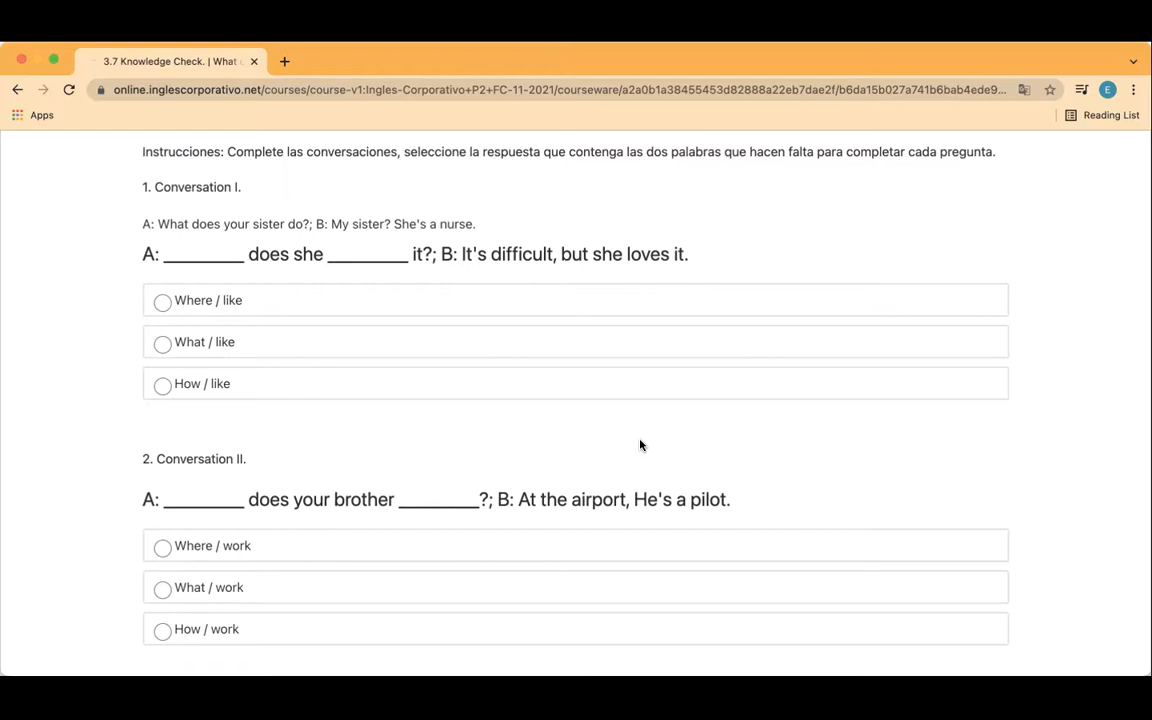 3.7 Knowledge Check. | What
online.inglescorporativo.net/courses/course-v1:Ingles-Corporativo+P2+FC-11-2021/courseware/a2a0b1a38455453d82888a22eb7dae2f/b6da15b027a741b6bab4ede9...
E
Apps
Reading List
Instrucciones: Complete las conversaciones, seleccione la respuesta que contenga las dos palabras que hacen falta para completar cada pregunta.
1. Conversation I.
A: What does your sister do?; B: My sister? She's a nurse.
A: _________ does she _________ it?; B: It's difficult, but she loves it.
Where / like
What / like
How / like
2. Conversation II.
A: _________ does your brother _________?; B: At the airport, He's a pilot.
Where / work
What / work
How / work